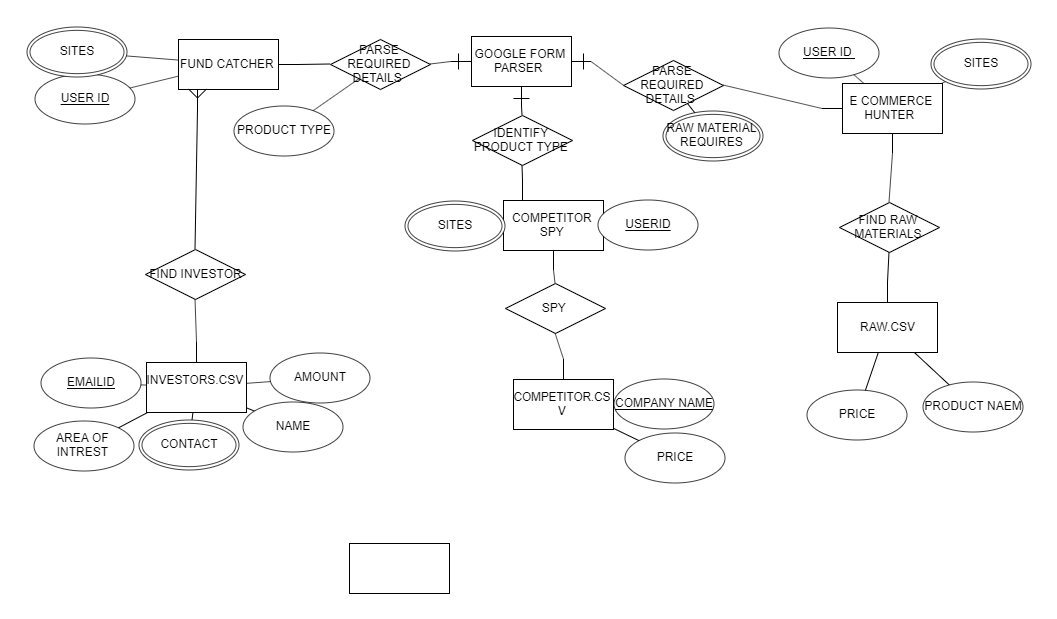 SITES
USER ID
FUND CATCHER
PARSE
REQUIRED
DETAILS
PRODUCT TYPE
GOOGLE FORM
PARSER
PARSE
REQUIRED
DETAILS
RAW MATERIAL
REQUIRES
USER ID
SITES
E COMMERCE
HUNTER
IDENTIFY
PRODUCT TYPE
SITES
COMPETITOR
SPY
USERID
FIND RAW
MATERIALS
FIND INVESTOR
SPY
RAW.CSV
EMAILID
INVESTORS.CSV
AMOUNT
AREA OF
INTREST
CONTACT
NAME
COMPETITOR.CS
V
COMPANY NAME
PRICE
PRICE
PRODUCT NAEM